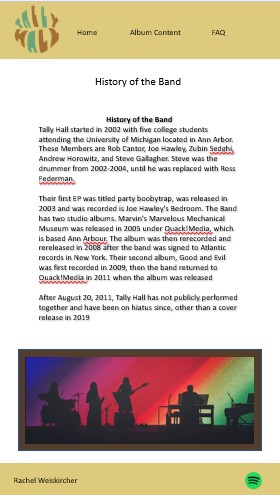 TALLY
HALL
Home
Album Content
FAQ
History of the Band
History of the Band
Tally Hall started in 2002 with five college students
attending the University of Michigan located in Ann Arbor.
These Members are Rob Cantor, Joe Hawley, Zubin Sedghi,
Andrew Horowitz, and Steve Gallagher. Steve was the
drummer from 2002-2004, until he was replaced with Ross
Federman.
Their first EP was titled party boobytrap, was released in
2003 and was recorded is Joe Hawley's Bedroom. The Band
has two studio albums. Marvin's Marvelous Mechanical
Museum was released in 2005 under Quack!Media, which
is based Ann Arbour. The album was then rerecorded and
rereleased in 2008 after the band was signed to Atlantic
records in New York. Their second album, Good and Evil
was first recorded in 2009, then the band returned to
Quack!Media in 2011 when the album was released
After August 20, 2011, Tally Hall has not publicly performed
together and have been on hiatus since, other than a cover
release in 2019
Rachel Weiskircher